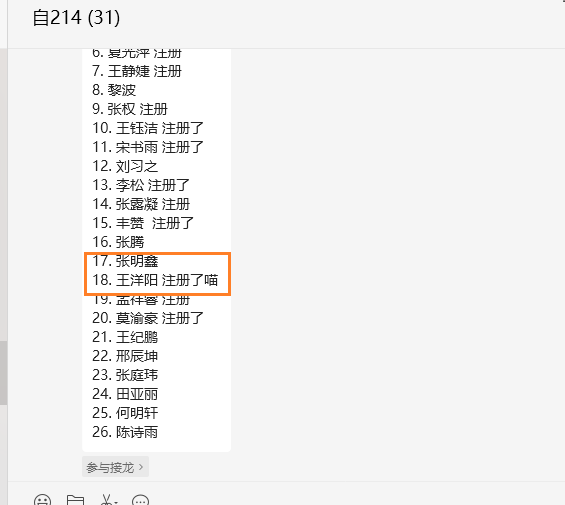 自214 (31)
6. 夏光萍 注册
7. 王静婕 注册
8. 黎波
9. 张权 注册
10. 王钰洁 注册了
11. 宋书雨 注册了
12. 刘习之
13. 李松 注册了
14. 张露凝 注册
15. 丰赞  注册了
16. 张腾
17. 张明鑫
18. 王洋阳 注册了喵
19. 孟祥睿 注册
20. 莫渝豪 注册了
21. 王纪鹏
22. 邢辰坤
23. 张庭玮
24. 田亚丽
25. 何明轩
26. 陈诗雨
参与接龙 >